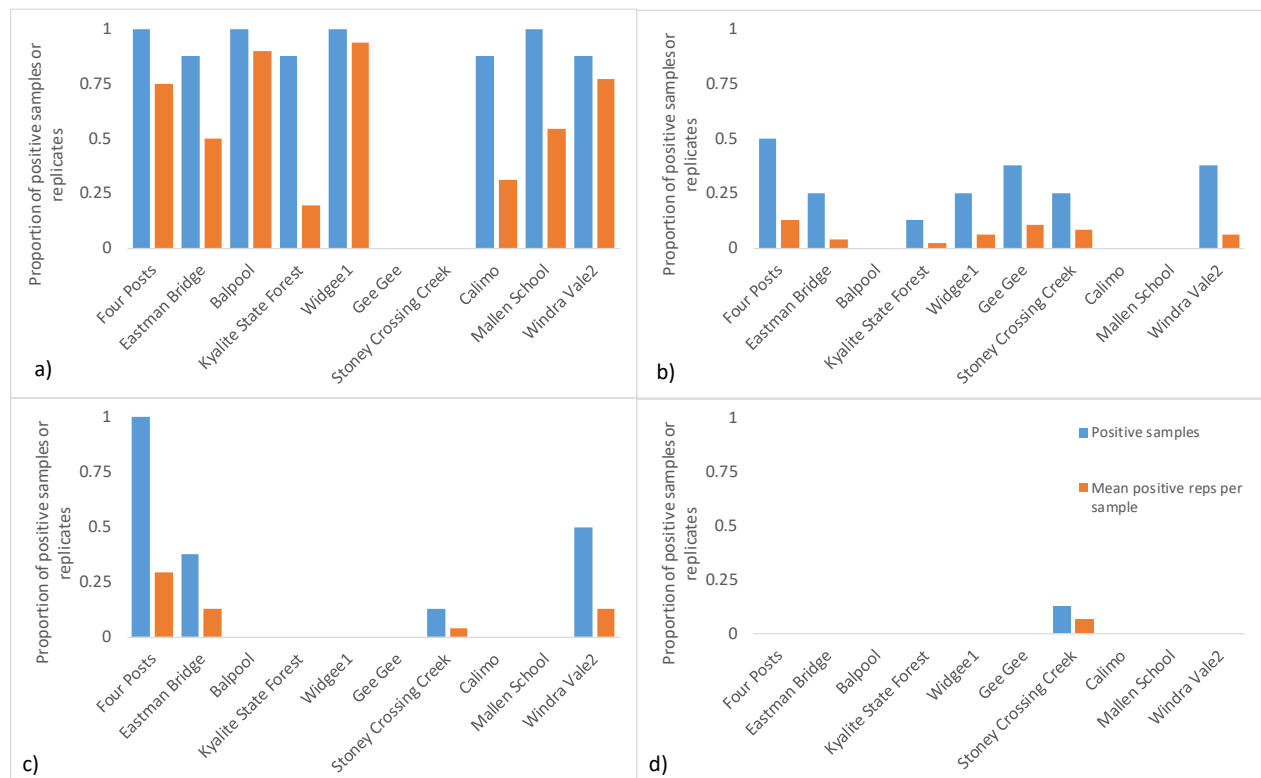 Proportion of positive samples or
replicates
1
0.75
0.5
0.25
0
Four Posts
Eastman Bridge
Balpool
Kyalite State Forest
Widgee1
Gee Gee
Stoney Crossing Creek
Calimo
Mallen School
Windra Vale2
a)
Proportion of positive samples or
replicates
1
0.75
0.5
0.25
0
Four Posts
Eastman Bridge
Balpool
Kyalite State Forest
Widgee1
Gee Gee
Stoney Crossing Creek
Calimo
Mallen School
Windra Vale2
b)
Proportion of positive samples or
replicates
1
0.75
0.5
0.25
0
Four Posts
Eastman Bridge
Balpool
Kyalite State Forest
Widgee1
Gee Gee
Stoney Crossing Creek
Calimo
Mallen School
Windra Vale2
c)
Proportion of positive samples or
replicates
1
0.75
0.5
0.25
0
Positive samples
Mean positive reps per
sample
Four Posts
Eastman Bridge
Balpool
Kyalite State Forest
Widgee1
Gee Gee
Stoney Crossing Creek
Calimo
Mallen School
Windra Vale2
d)